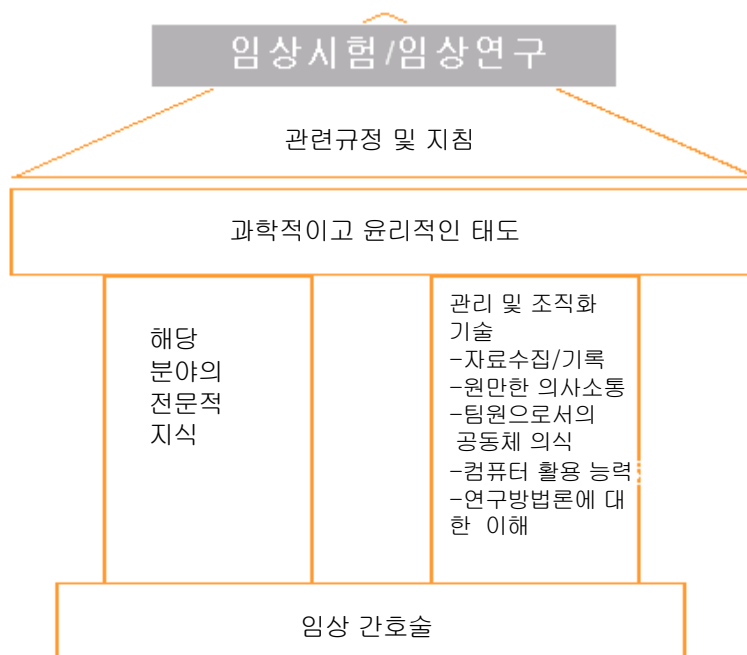 임상시험/임상연구
관련규정 및 지침
과학적이고 윤리적인 태도
해당
분야의
전문적
지식
관리 및 조직화
기술
-자료수집/기록
-원만한 의사소통
-팀원으로서의
공동체 의식
-컴퓨터 활용 능력
-연구방법론에 대
한 이해
임상 간호술